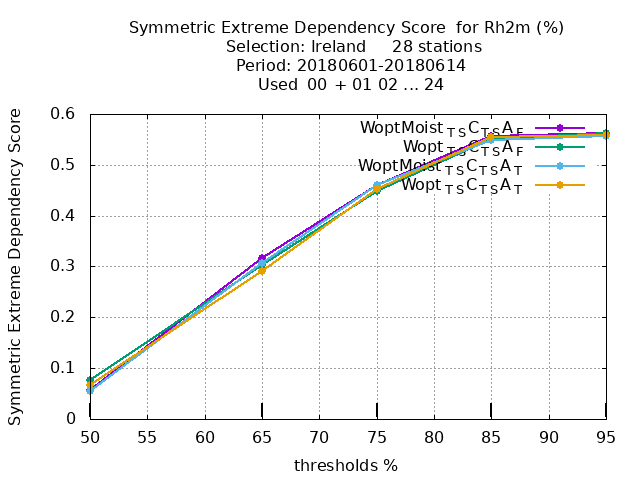 Symmetric Extreme Dependency Score for Rh2m (%)
Selection: Ireland 28 stations
Period: 20180601-20180614
Used 00 + 01 02 ... 24
Symmetric Extreme Dependency Score
0.6
0.5
0.4
0.3
0.2
0.1
0
WoptMoist TS CTS AF
Wopt TS CTS AF
WoptMoist TS CTS AT
Wopt TS CTS AT
50 55 60 65 70 75 80 85 90 95
thresholds %